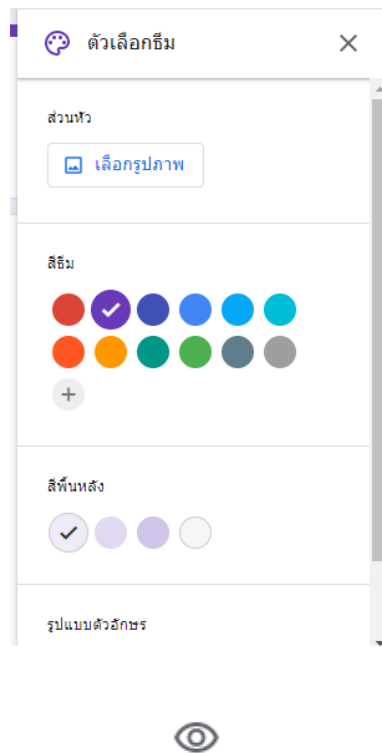 ตัวเลือกธีม
ส่วนหัว
เลือกรูปภาพ
สีธีม
สีพื้นหลัง
รูปแบบตัวอักษร